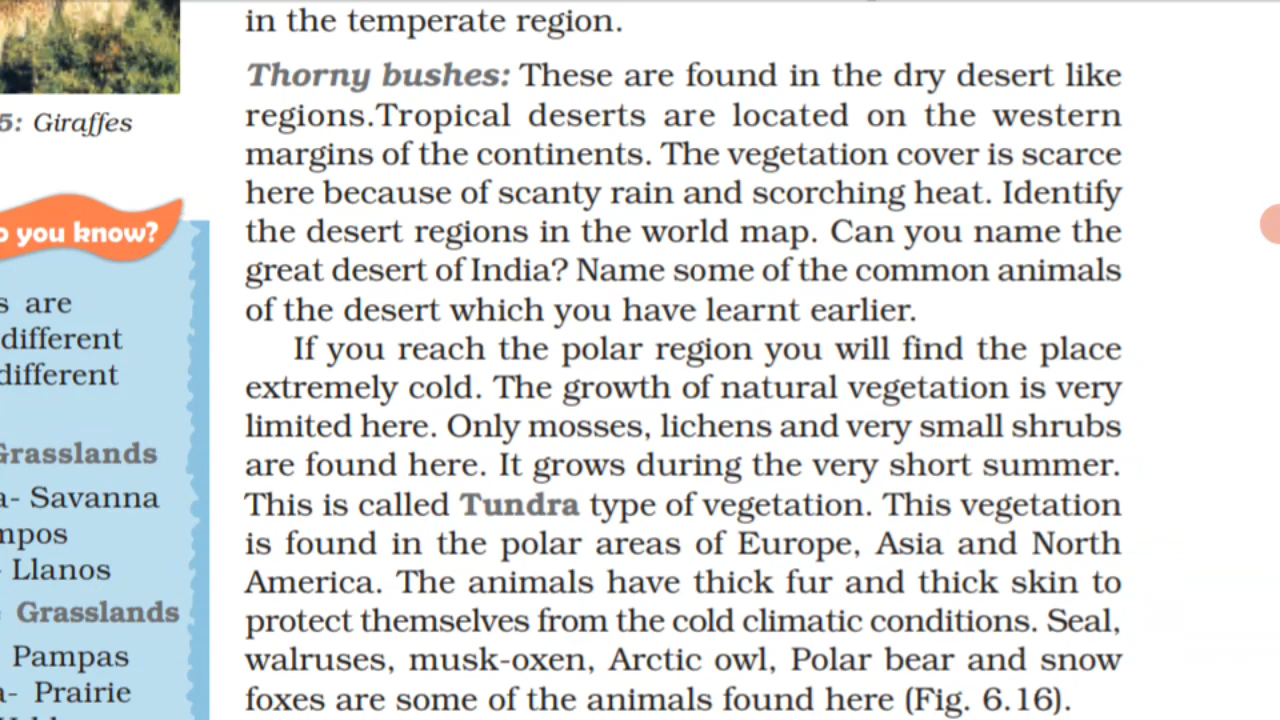 in the temperate region.
Thorny bushes: These are found in the dry desert like
regions.Tropical deserts are located on the western
margins of the continents. The vegetation cover is scarce
here because of scanty rain and scorching heat. Identify
the desert regions in the world map. Can you name the
great desert of India? Name some of the common animals
of the desert which you have learnt earlier.
If you reach the polar region you will find the place
extremely cold. The growth of natural vegetation is very
limited here. Only mosses, lichens and very small shrubs
are found here. It grows during the very short summer.
This is called Tundra type of vegetation. This vegetation
is found in the polar areas of Europe, Asia and North
America. The animals have thick fur and thick skin to
protect themselves from the cold climatic conditions. Seal,
walruses, musk-oxen, Arctic owl, Polar bear and snow
foxes are some of the animals found here (Fig. 6.16).
5: Giraffes
o you know?
s are
different
different
Grasslands
a- Savanna
mpos
- Llanos
Grasslands
Pampas
a- Prairie